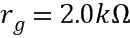 r_g = 2.0kΩ